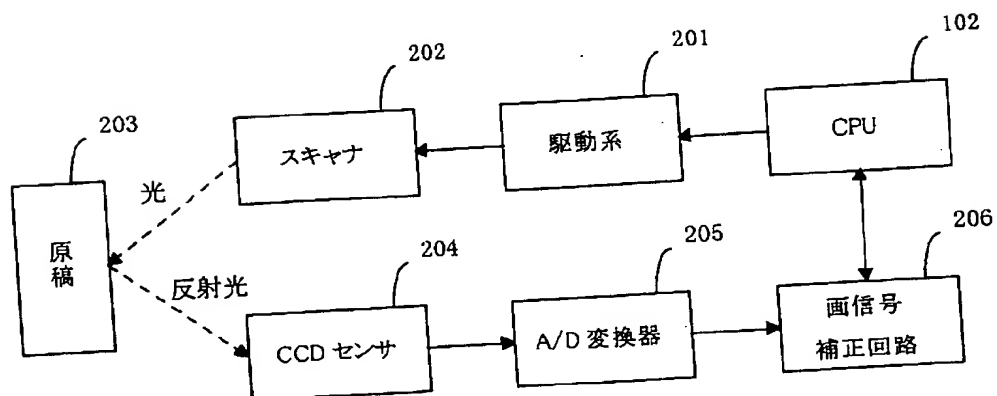 102
201
202
203
CPU
駆動系
スキャナ
光
原稿
反射光
204
205
206
CCD センサ
A/D 変換器
画信号
補正回路